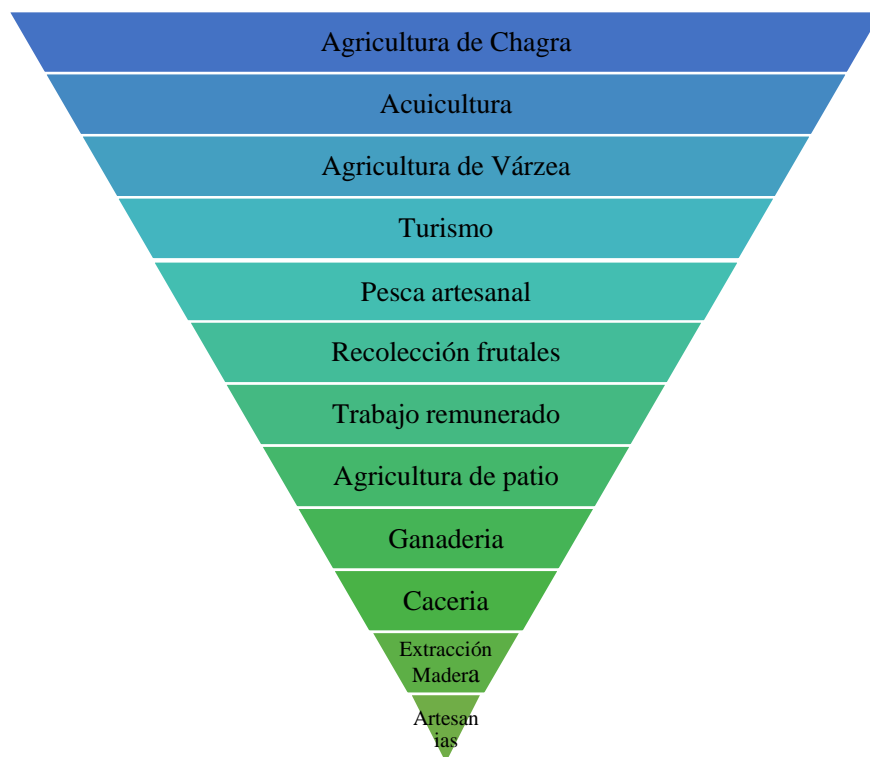 Agricultura de Chagra
Acuicultura
Agricultura de Várzea
Turismo
Pesca artesanal
Recolección frutales
Trabajo remunerado
Agricultura de patio
Ganaderia
Caceria
Extracción
Madera
Artesan
ias